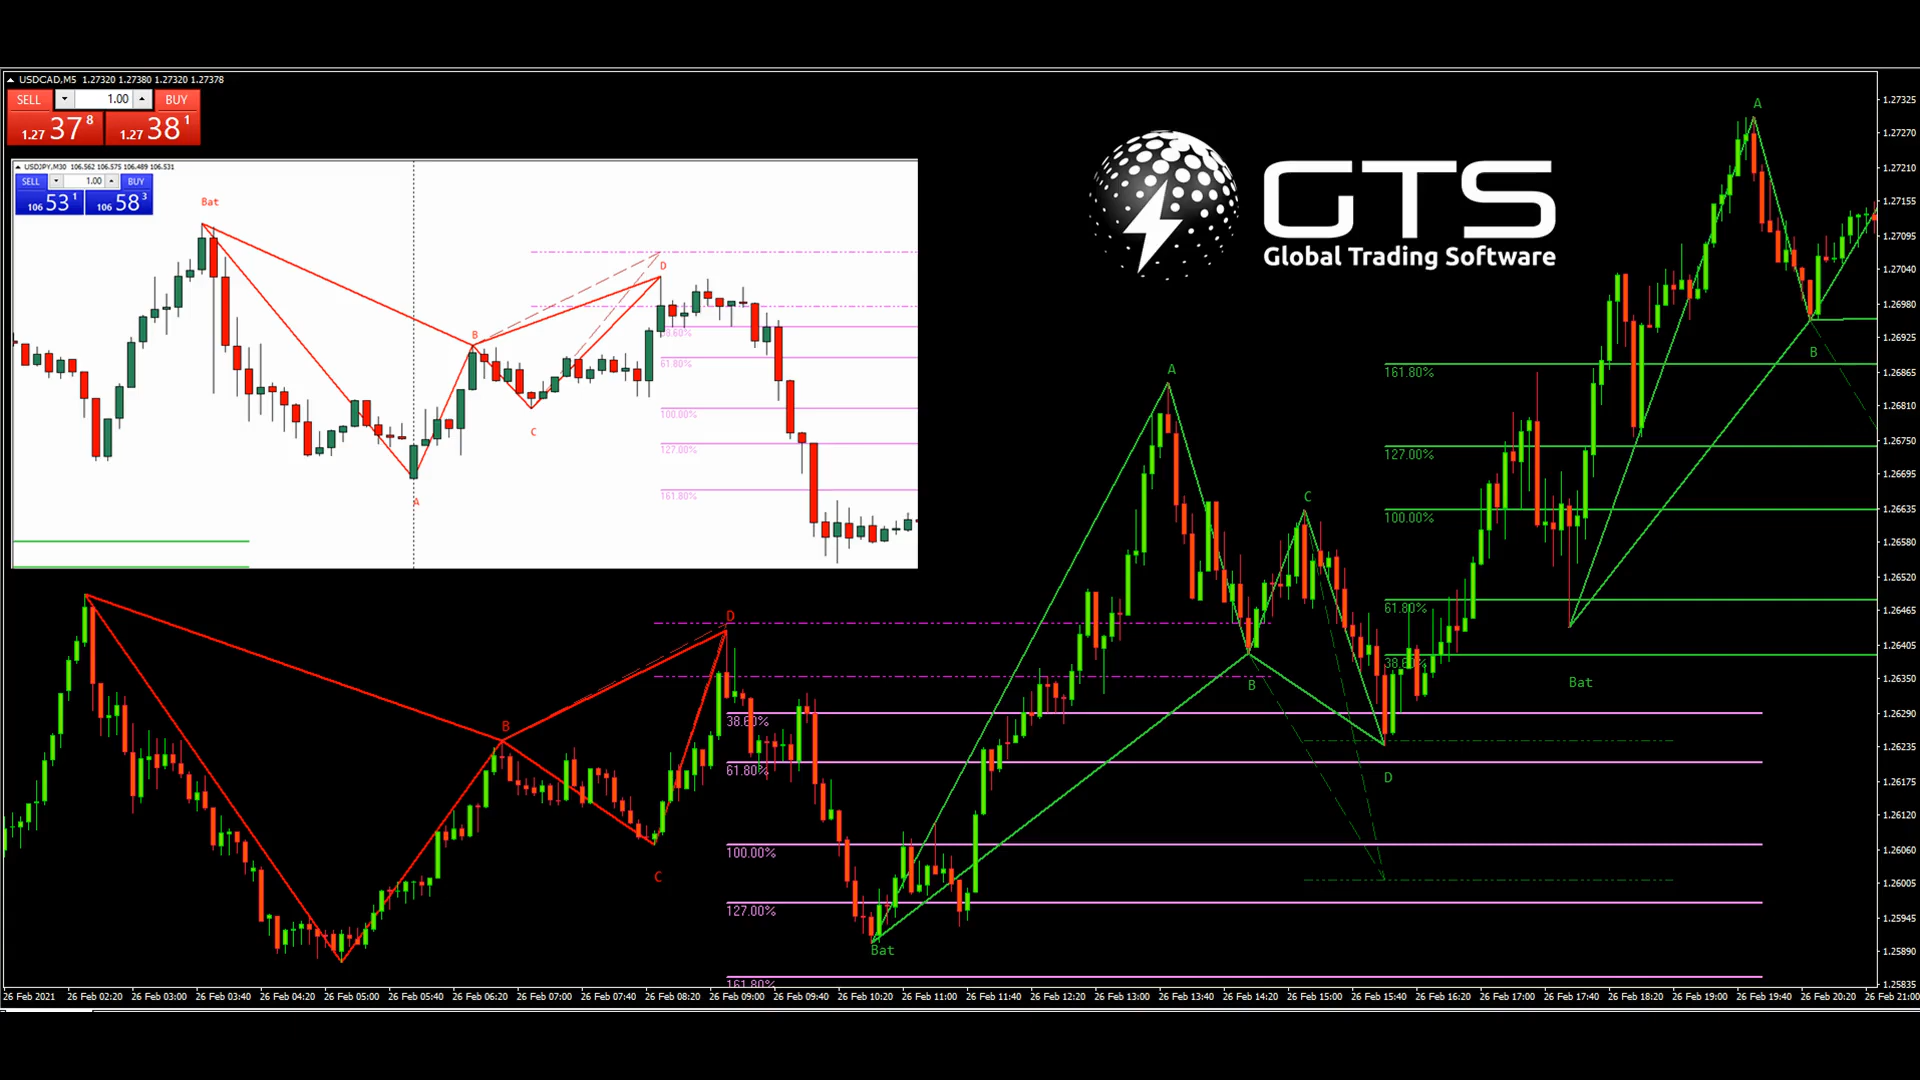 USDCAD,M5 1.27320 1.27380 1.27320 1.27378
SELL 1.00 BUY
1.27 37 8 1.27 38 1
USDJPY,M30 106.562 106.575 106.489 106.531
SELL 1.00 BUY
106 53 1 106 58 3
Bat
D
B
38.60%
61.80%
100.00%
C
127.00%
161.80%
A
GTS
Global Trading Software
A
B
A
C
161.80%
127.00%
100.00%
61.80%
38.60%
Bat
B
D
Bat
D
B
C
38.60%
61.80%
100.00%
127.00%
161.80%
1.27325
1.27270
1.27210
1.27155
1.27095
1.27040
1.26980
1.26925
1.26865
1.26810
1.26750
1.26695
1.26635
1.26580
1.26520
1.26465
1.26405
1.26350
1.26290
1.26235
1.26175
1.26120
1.26060
1.26005
1.25945
1.25890
1.25835
26 Feb 2021 26 Feb 02:20 26 Feb 03:00 26 Feb 03:40 26 Feb 04:20 26 Feb 05:00 26 Feb 05:40 26 Feb 06:20 26 Feb 07:00 26 Feb 07:40 26 Feb 08:20 26 Feb 09:00 26 Feb 09:40 26 Feb 10:20 26 Feb 11:00 26 Feb 11:40 26 Feb 12:20 26 Feb 13:00 26 Feb 13:40 26 Feb 14:20 26 Feb 15:00 26 Feb 15:40 26 Feb 16:20 26 Feb 17:00 26 Feb 17:40 26 Feb 18:20 26 Feb 19:00 26 Feb 19:40 26 Feb 20:20 26 Feb 21:00